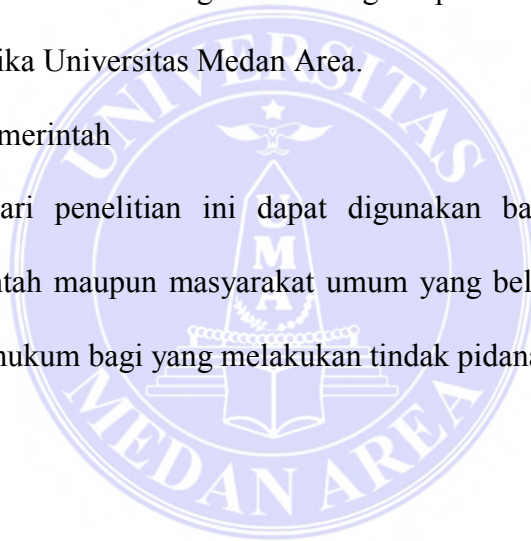 ika Universitas Medan Area.
merintah
ari penelitian ini dapat digunakan ba
ntah maupun masyarakat umum yang bel
hukum bagi yang melakukan tindak pidana
UNIVERSITAS
U
M
A
MEDAN AREA